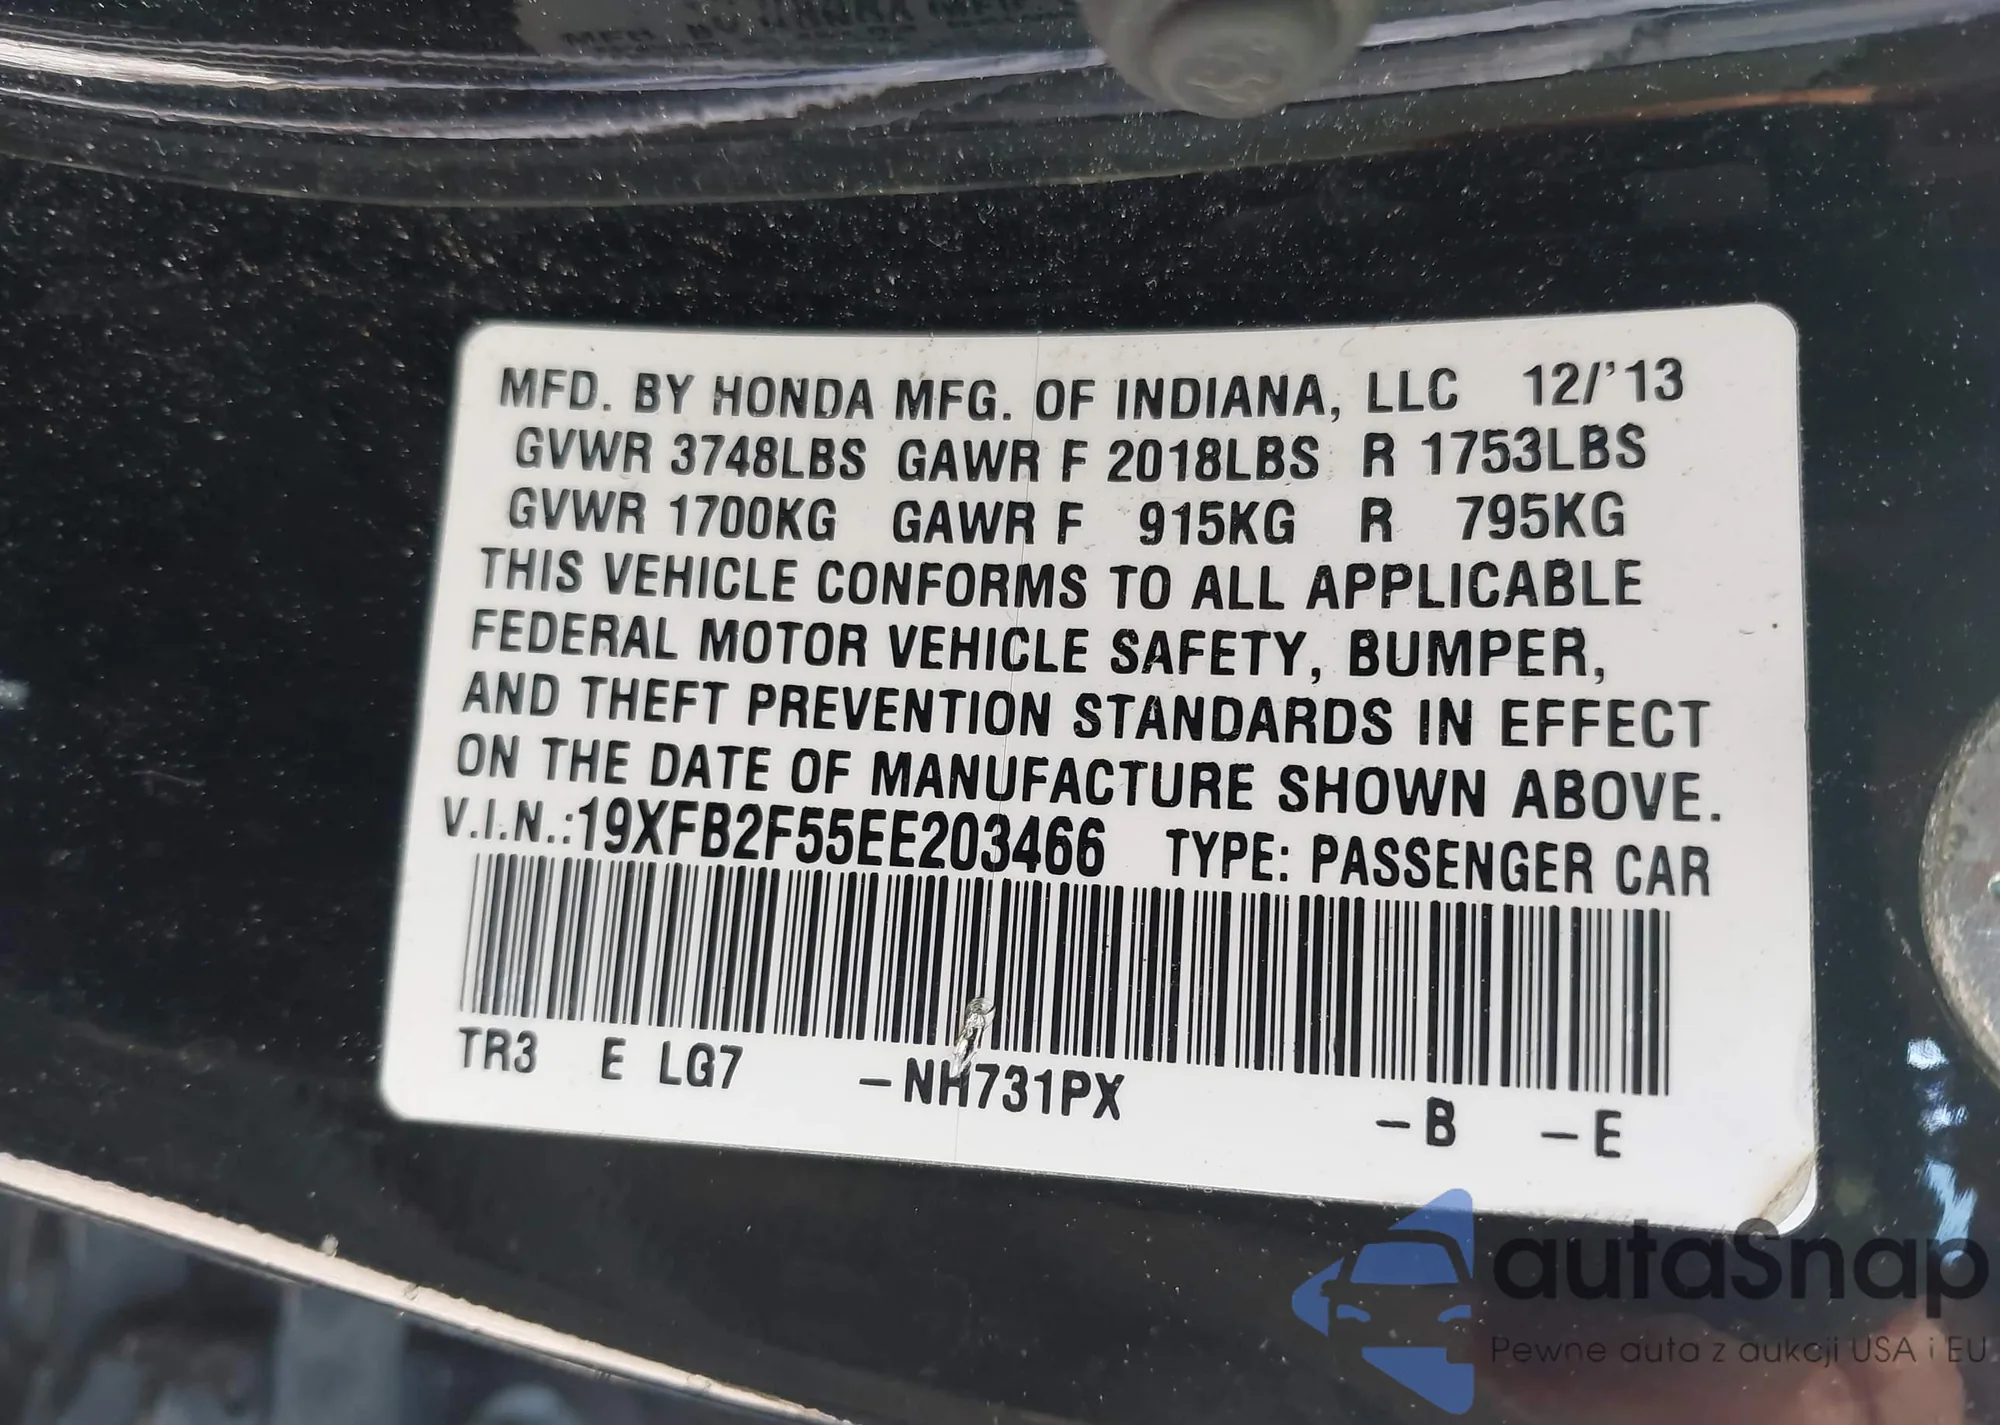 MFD. BY HONDA MFG. OF INDIANA, LLC 12/'13
GVWR 3748LBS GAWR F 2018LBS R 1753LBS
GVWR 1700KG GAWR F 915KG R 795KG
THIS VEHICLE CONFORMS TO ALL APPLICABLE
FEDERAL MOTOR VEHICLE SAFETY, BUMPER,
AND THEFT PREVENTION STANDARDS IN EFFECT
ON THE DATE OF MANUFACTURE SHOWN ABOVE.
V.I.N.:19XFB2F55EE203466 TYPE: PASSENGER CAR
TR3 E LG7 –NH731PX –B –E
autaSnap
Pewne auta z aukcji USA i EU